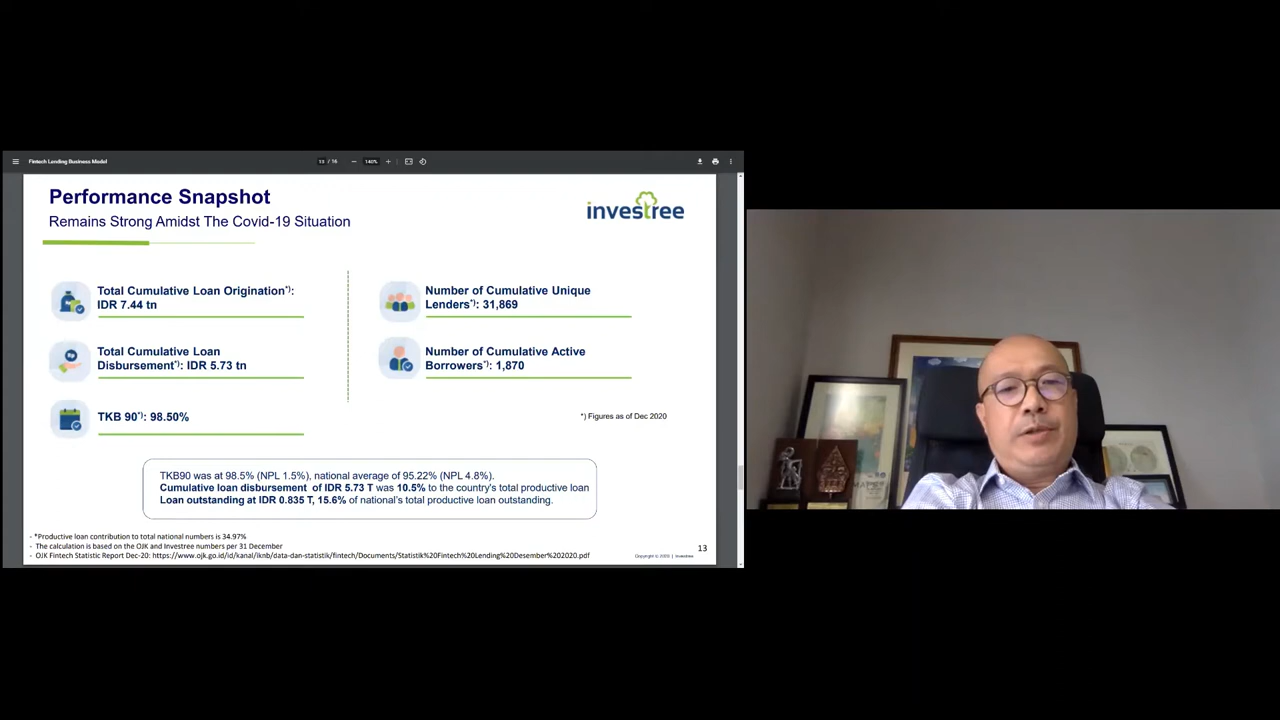 Fintech Lending Business Model
13 / 16
140%
Performance Snapshot
Remains Strong Amidst The Covid-19 Situation
investree
Total Cumulative Loan Origination*):
IDR 7.44 tn
Total Cumulative Loan
Disbursement*): IDR 5.73 tn
TKB 90*): 98.50%
Number of Cumulative Unique
Lenders*): 31,869
Number of Cumulative Active
Borrowers*): 1,870
*) Figures as of Dec 2020
TKB90 was at 98.5% (NPL 1.5%), national average of 95.22% (NPL 4.8%).
Cumulative loan disbursement of IDR 5.73 T was 10.5% to the country's total productive loan
Loan outstanding at IDR 0.835 T, 15.6% of national's total productive loan outstanding.
- *Productive loan contribution to total national numbers is 34.97%
- The calculation is based on the OJK and Investree numbers per 31 December
- OJK Fintech Statistic Report Dec-20: https://www.ojk.go.id/id/kanal/iknb/data-dan-statistik/fintech/Documents/Statistik%20Fintech%20Lending%20Desember%202020.pdf
13
Copyright © | Investree